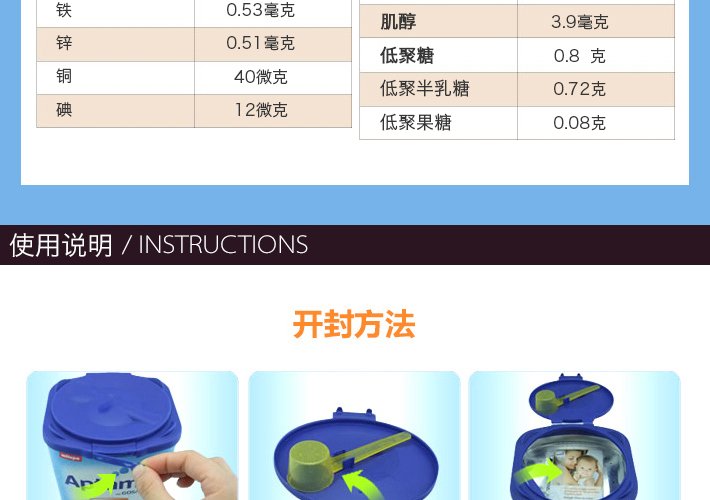 铁 0.53毫克
锌 0.51毫克
铜 40微克
碘 12微克
肌醇 3.9毫克
低聚糖 0.8 克
低聚半乳糖 0.72克
低聚果糖 0.08克
使用说明 / INSTRUCTIONS
开封方法